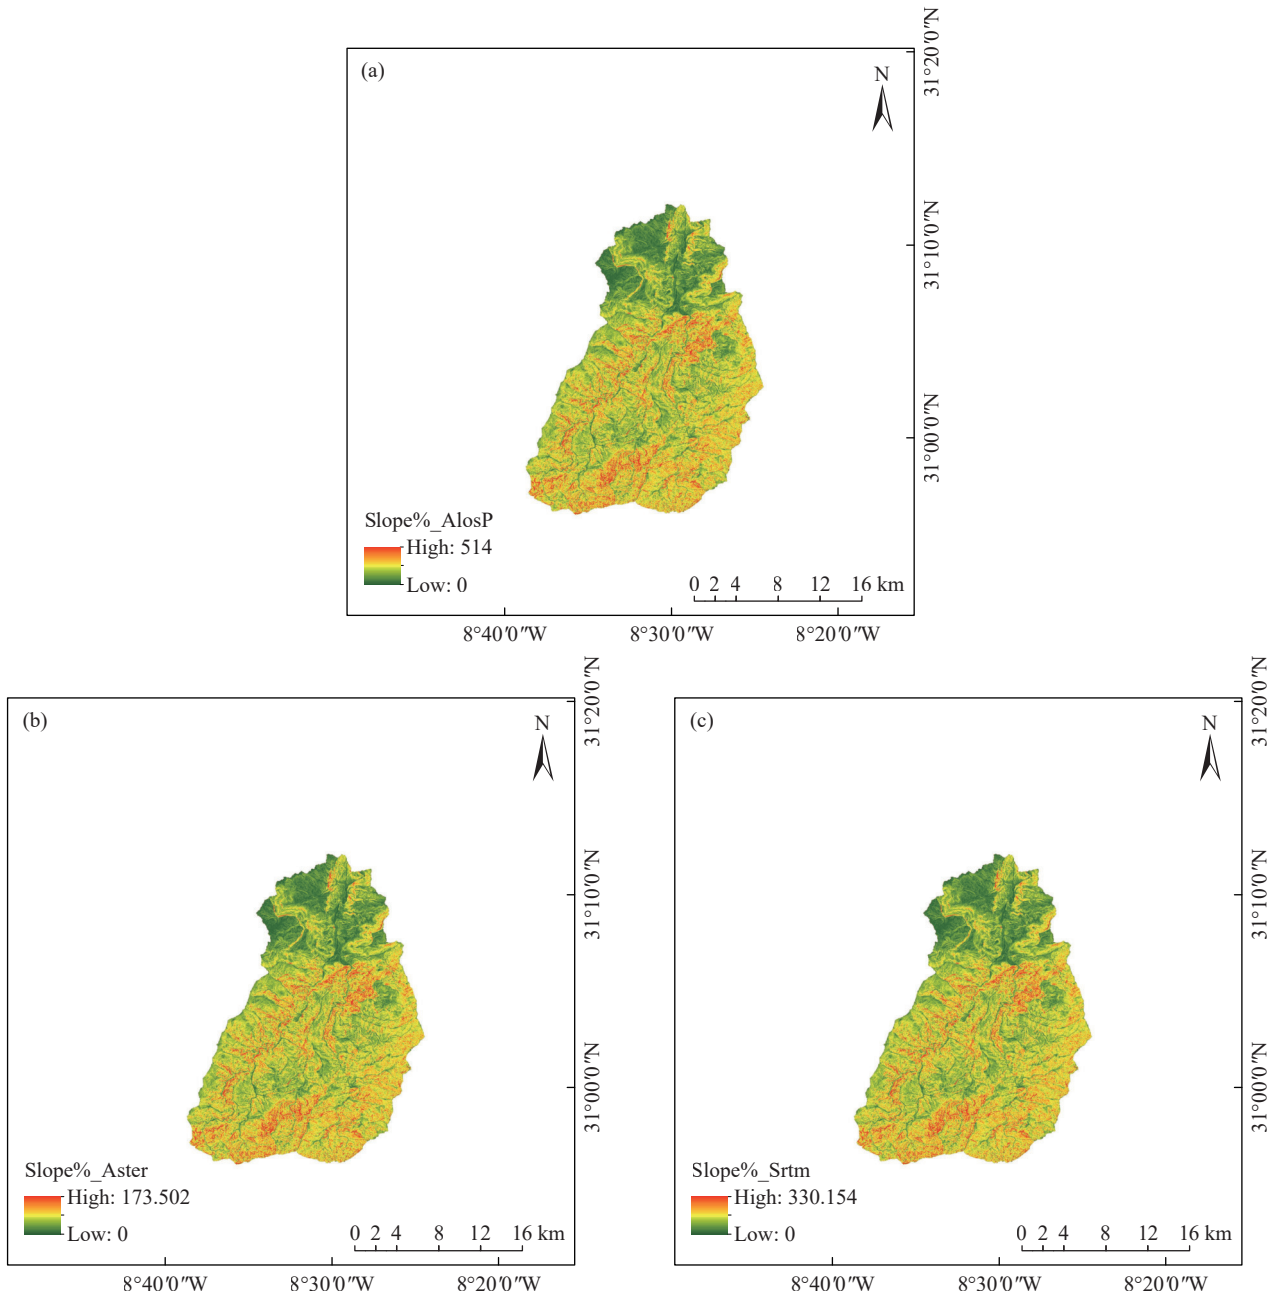 (a)
N
31°20′0″N
31°10′0″N
31°00′0″N
Slope%_AlosP
High: 514
Low: 0
0 2 4 8 12 16 km
8°40′0″W 8°30′0″W 8°20′0″W
(b)
N
31°20′0″N
31°10′0″N
31°00′0″N
Slope%_Aster
High: 173.502
Low: 0
0 2 4 8 12 16 km
8°40′0″W 8°30′0″W 8°20′0″W
(c)
N
31°20′0″N
31°10′0″N
31°00′0″N
Slope%_Srtm
High: 330.154
Low: 0
0 2 4 8 12 16 km
8°40′0″W 8°30′0″W 8°20′0″W